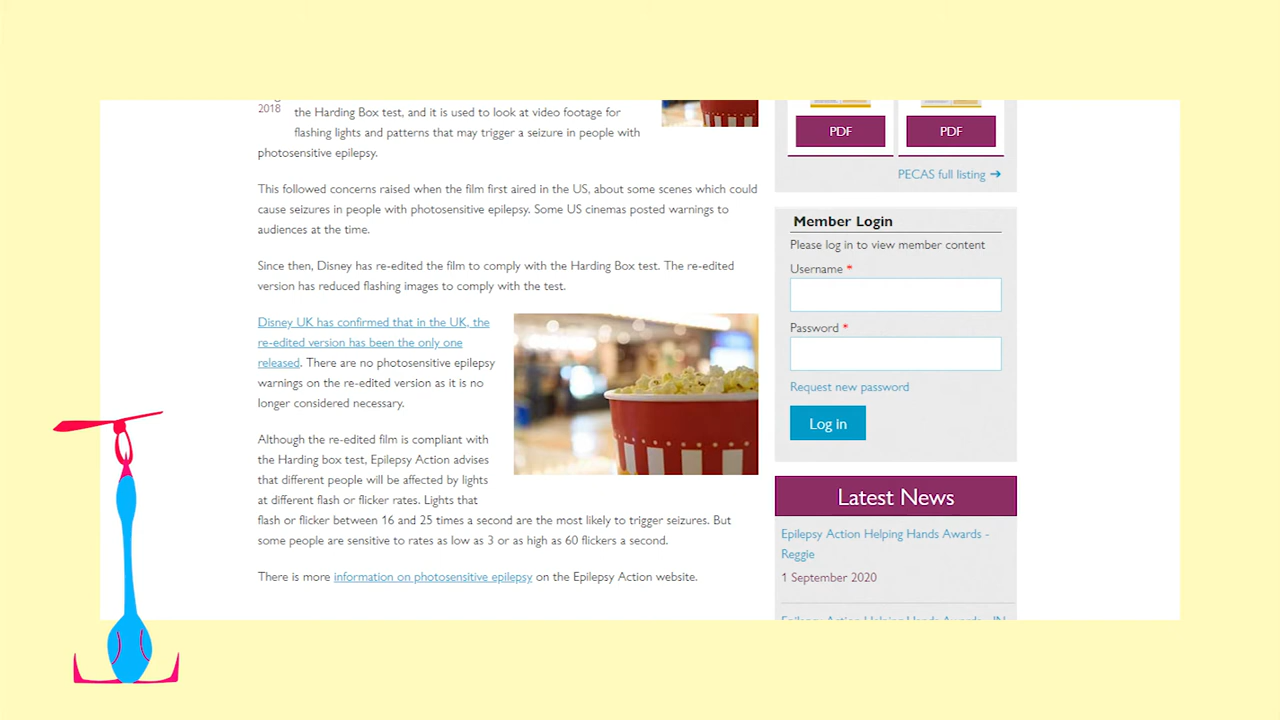 2018
the Harding Box test, and it is used to look at video footage for
flashing lights and patterns that may trigger a seizure in people with
photosensitive epilepsy.
This followed concerns raised when the film first aired in the US, about some scenes which could
cause seizures in people with photosensitive epilepsy. Some US cinemas posted warnings to
audiences at the time.
Since then, Disney has re-edited the film to comply with the Harding Box test. The re-edited
version has reduced flashing images to comply with the test.
Disney UK has confirmed that in the UK, the
re-edited version has been the only one
released. There are no photosensitive epilepsy
warnings on the re-edited version as it is no
longer considered necessary.
Although the re-edited film is compliant with
the Harding box test, Epilepsy Action advises
that different people will be affected by lights
at different flash or flicker rates. Lights that
flash or flicker between 16 and 25 times a second are the most likely to trigger seizures. But
some people are sensitive to rates as low as 3 or as high as 60 flickers a second.
There is more information on photosensitive epilepsy on the Epilepsy Action website.
PDF
PDF
PECAS full listing ➔
Member Login
Please log in to view member content
Username *
Password *
Request new password
Log in
Latest News
Epilepsy Action Helping Hands Awards -
Reggie
1 September 2020